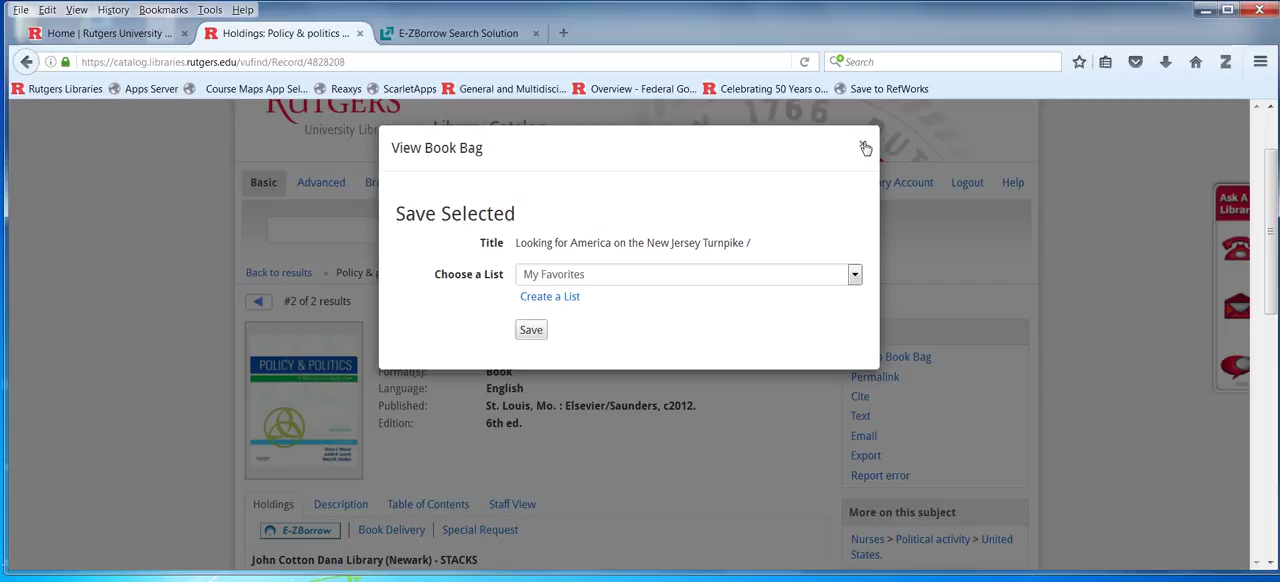 File Edit View History Bookmarks Tools Help
Home | Rutgers University ... × Holdings: Policy & politics ... × E-ZBorrow Search Solution × +
https://catalog.libraries.rutgers.edu/vufind/Record/4828208 Search
Rutgers Libraries Apps Server Course Maps App Sel... Reaxys ScarletApps General and Multidisci... Overview - Federal Go... Celebrating 50 Years o... Save to RefWorks
RUTGERS
1766
View Book Bag
Basic Advanced Account Logout Help
Ask A
Save Selected
Title Looking for America on the New Jersey Turnpike /
Choose a List My Favorites
Create a List
Save
Back to results Policy &
#2 of 2 results
POLICY & POLITICS
Format(s): Book
Language: English
Published: St. Louis, Mo. : Elsevier/Saunders, c2012.
Edition: 6th ed.
Book Bag
Permalink
Cite
Text
Email
Export
Report error
Holdings Description Table of Contents Staff View
E-ZBorrow Book Delivery Special Request
John Cotton Dana Library (Newark) - STACKS
More on this subject
Nurses > Political activity > United
States.